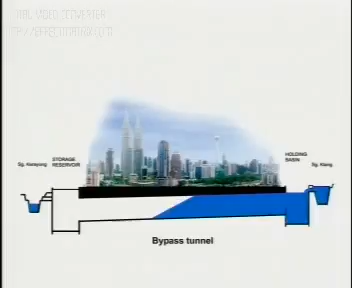 Sg. Kerayong
STORAGE
RESERVOIR
HOLDING
BASIN
Sg. Klang
Bypass tunnel